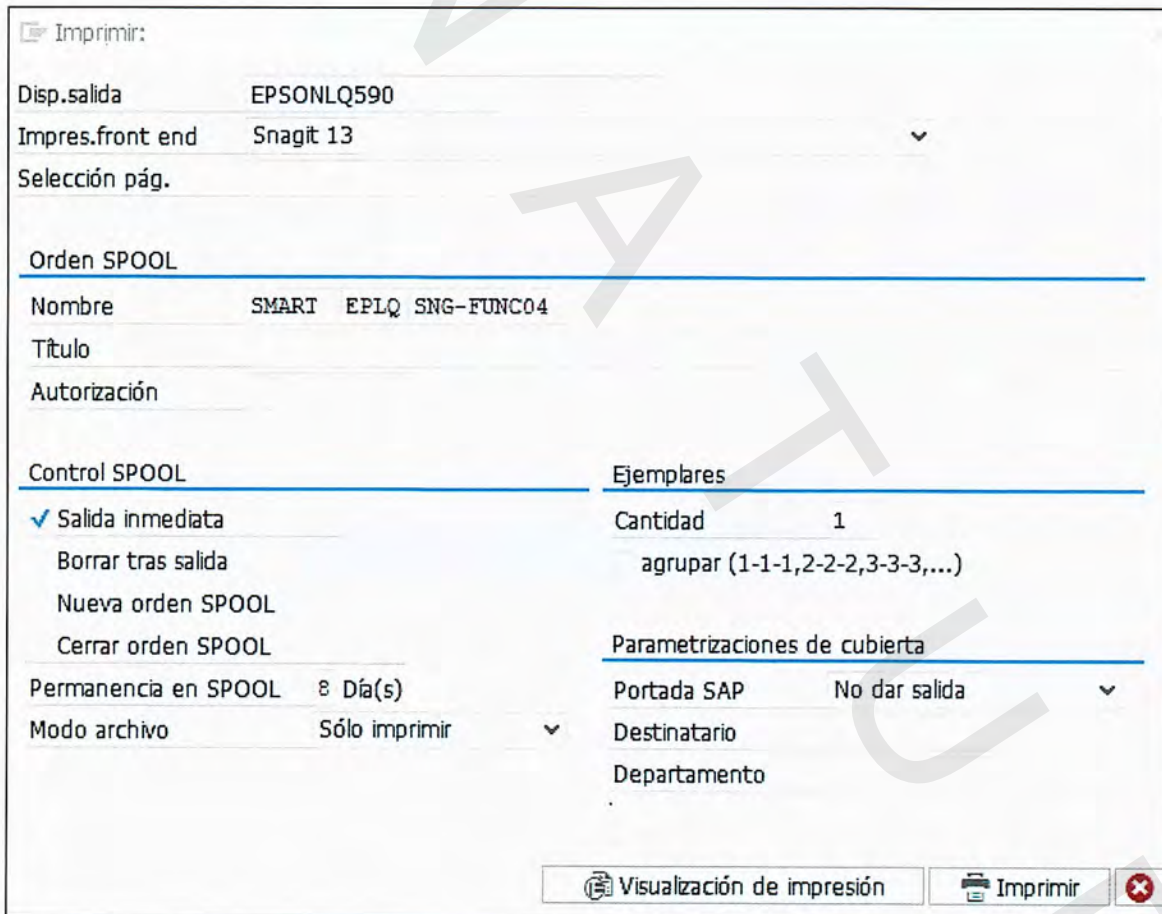 Imprimir:
Disp.salida EPSONLQ590
Impres.front end Snagit 13
Selección pág.
Orden SPOOL
Nombre SMART EPLQ SNG-FUNC04
Título
Autorización
Control SPOOL
Salida inmediata
Borrar tras salida
Nueva orden SPOOL
Cerrar orden SPOOL
Permanencia en SPOOL 8 Día(s)
Modo archivo Sólo imprimir
Ejemplares
Cantidad 1
agrupar (1-1-1,2-2-2,3-3-3,...)
Parametrizaciones de cubierta
Portada SAP No dar salida
Destinatario
Departamento
Visualización de impresión Imprimir
A T U